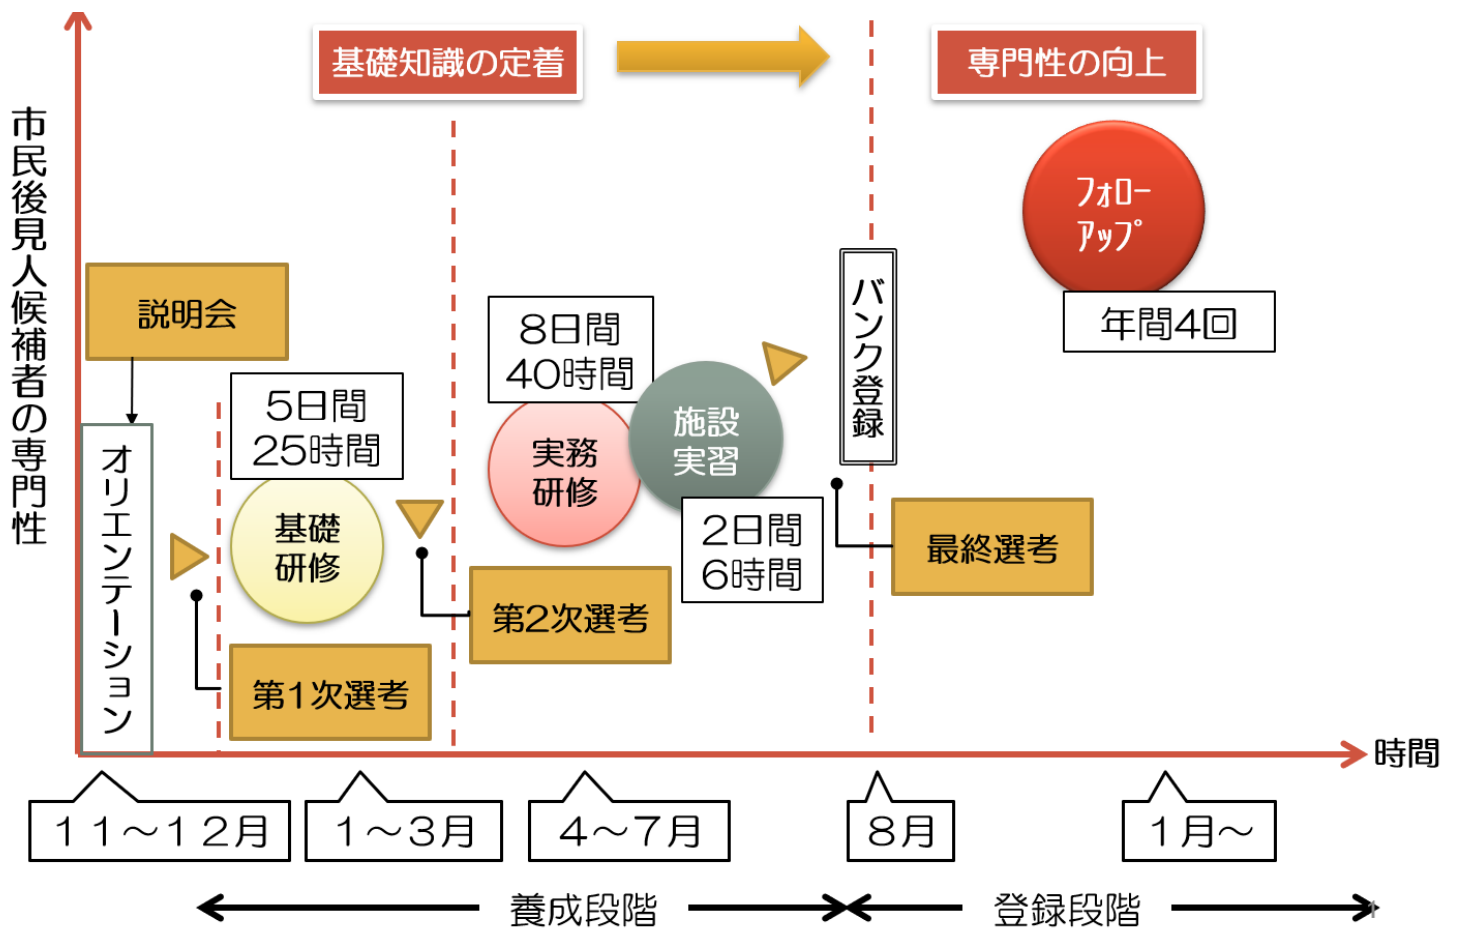 基礎知識の定着
専門性の向上
市民後見人候補者の専門性
ﾌｫﾛｰ
ｱｯﾌﾟ
年間4回
説明会
バンク登録
8日間
40時間
5日間
25時間
施設
実習
実務
研修
オリエンテーション
基礎
研修
2日間
6時間
最終選考
第2次選考
第1次選考
時間
11～12月
1～3月
4～7月
8月
1月～
養成段階
登録段階
1